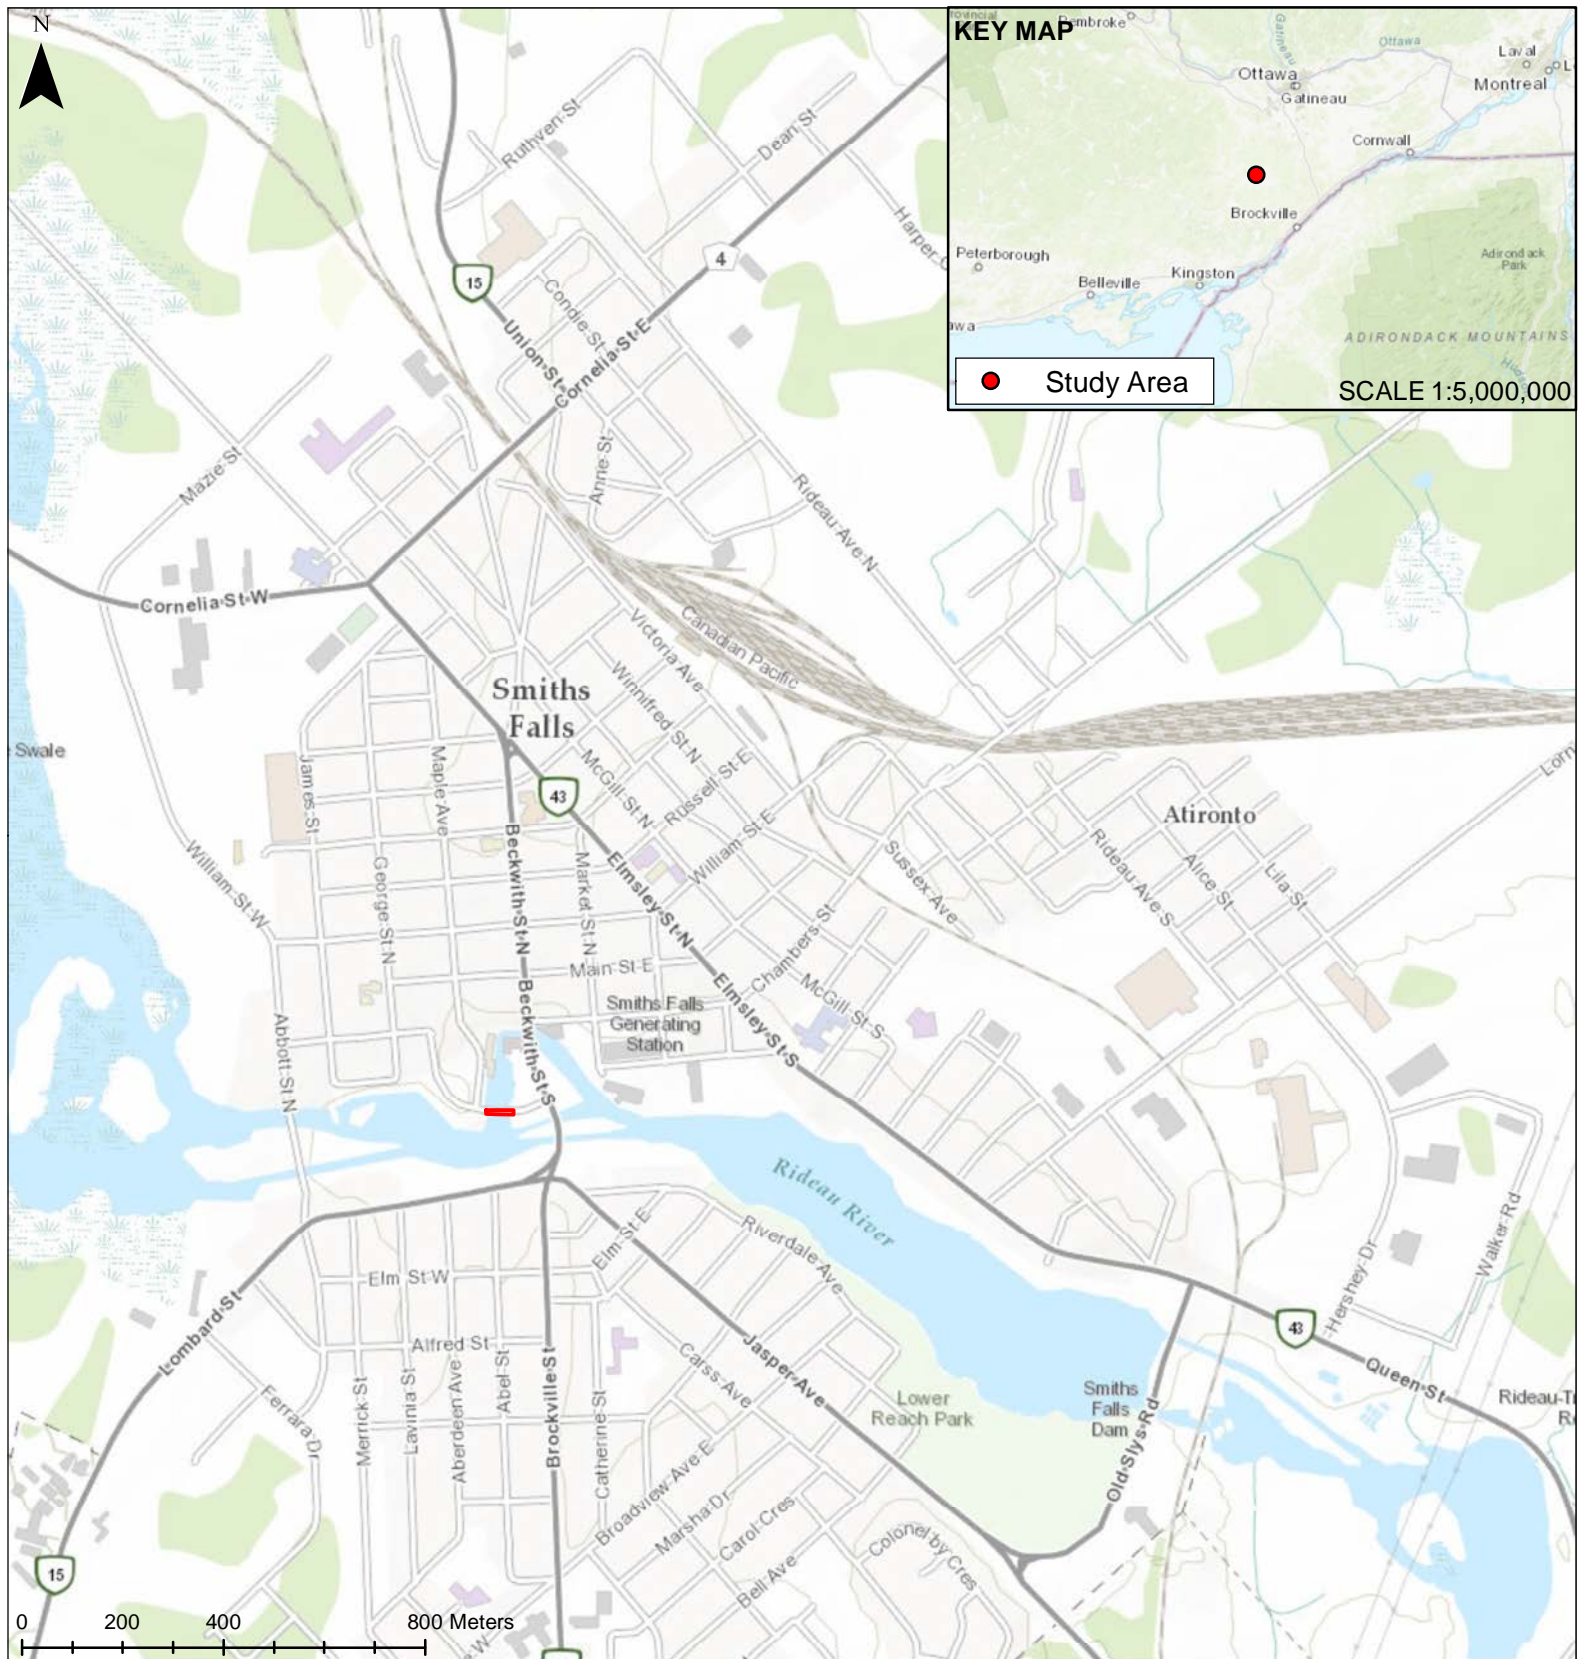 N
KEY MAP
Pembroke
Gatineau
Ottawa
Laval
Montreal
Ottawa
Gatineau
Cornwall
Brockville
Peterborough
Belleville
Kingston
Adirondack
Park
ADIRONDACK MOUNTAINS
Study Area
SCALE 1:5,000,000
Ruthven St
Dean St
Harper
4
15
Condie St
Union St
Cornelia St E
Mazie St
Anne St
Rideau Ave N
Cornelia St W
Victoria Ave
Canadian Pacific
Winnifred St N
Smiths
Falls
Swale
James St
Maple Ave
McGill St N
Russell St E
43
William St E
Atironto
Lorn
Beckwith St N
Market St N
Elmsley St N
George St N
William St W
Sussex Ave
Rideau Ave S
Alice St
Lila St
Main St E
Chambers St
McGill St S
Beckwith St S
Smiths Falls
Generating
Station
Elmsley St S
Abbott St N
Rideau River
Riverdale Ave
Elm St E
Elm St W
Walker Rd
Hershey Dr
Lombard St
Alfred St
Jasper Ave
43
Queen St
Carss Ave
Ferrara Dr
Merrick St
Lavinia St
Aberdeen Ave
Abel St
Brockville St
Catherine St
Lower
Reach Park
Smiths
Falls
Dam
Old Slys Rd
Rideau-T
Broadview Ave E
Marsha Dr
Carol Cres
Bell Ave
Colonel by Cres
15
0 200 400 800 Meters